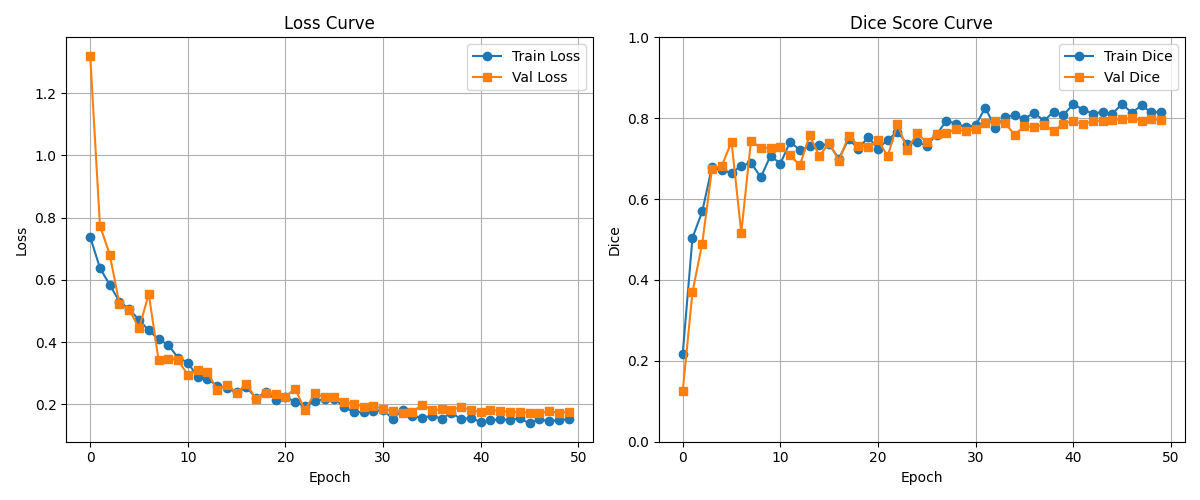 Loss Curve
Train Loss
Val Loss
1.2
1.0
0.8
0.6
0.4
0.2
Loss
0 10 20 30 40 50
Epoch
Dice Score Curve
Train Dice
Val Dice
1.0
0.8
0.6
0.4
0.2
0.0
Dice
0 10 20 30 40 50
Epoch